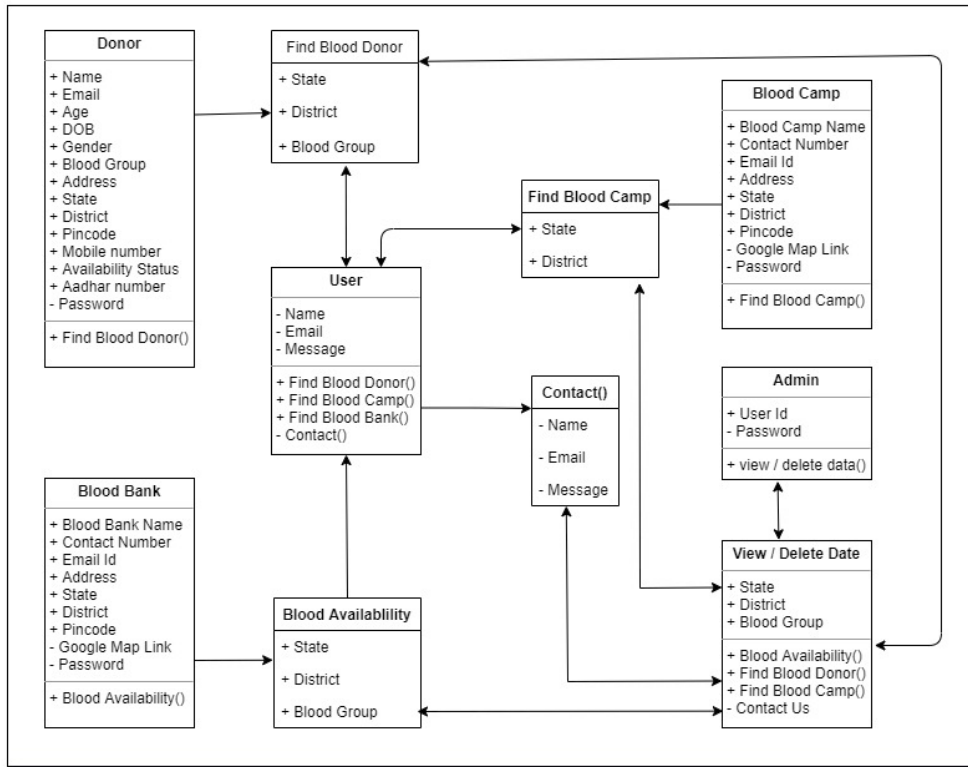 Donor
+ Name
+ Email
+ Age
+ DOB
+ Gender
+ Blood Group
+ Address
+ State
+ District
+ Pincode
+ Mobile number
+ Availability Status
+ Aadhar number
- Password
+ Find Blood Donor()
Find Blood Donor
+ State
+ District
+ Blood Group
Blood Camp
+ Blood Camp Name
+ Contact Number
+ Email Id
+ Address
+ State
+ District
+ Pincode
- Google Map Link
- Password
+ Find Blood Camp()
Find Blood Camp
+ State
+ District
User
- Name
- Email
- Message
+ Find Blood Donor()
+ Find Blood Camp()
+ Find Blood Bank()
- Contact()
Contact()
- Name
- Email
- Message
Admin
+ User Id
- Password
+ view / delete data()
Blood Bank
+ Blood Bank Name
+ Contact Number
+ Email Id
+ Address
+ State
+ District
+ Pincode
- Google Map Link
- Password
+ Blood Availability()
Blood Availablility
+ State
+ District
+ Blood Group
View / Delete Date
+ State
+ District
+ Blood Group
+ Blood Availability()
+ Find Blood Donor()
+ Find Blood Camp()
- Contact Us